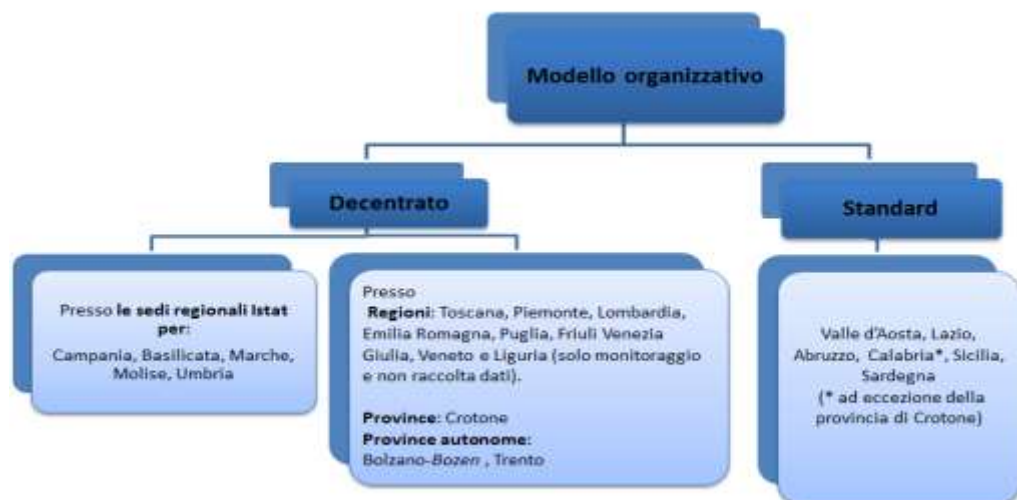 Modello organizzativo
Decentrato
Standard
Presso le sedi regionali Istat
per:
Campania, Basilicata, Marche,
Molise, Umbria
Presso
Regioni: Toscana, Piemonte, Lombardia,
Emilia Romagna, Puglia, Friuli Venezia
Giulia, Veneto e Liguria (solo monitoraggio
e non raccolta dati).
Province: Crotone
Province autonome:
Bolzano-Bozen , Trento
Valle d'Aosta, Lazio,
Abruzzo, Calabria*, Sicilia,
Sardegna
(* ad eccezione della
provincia di Crotone)